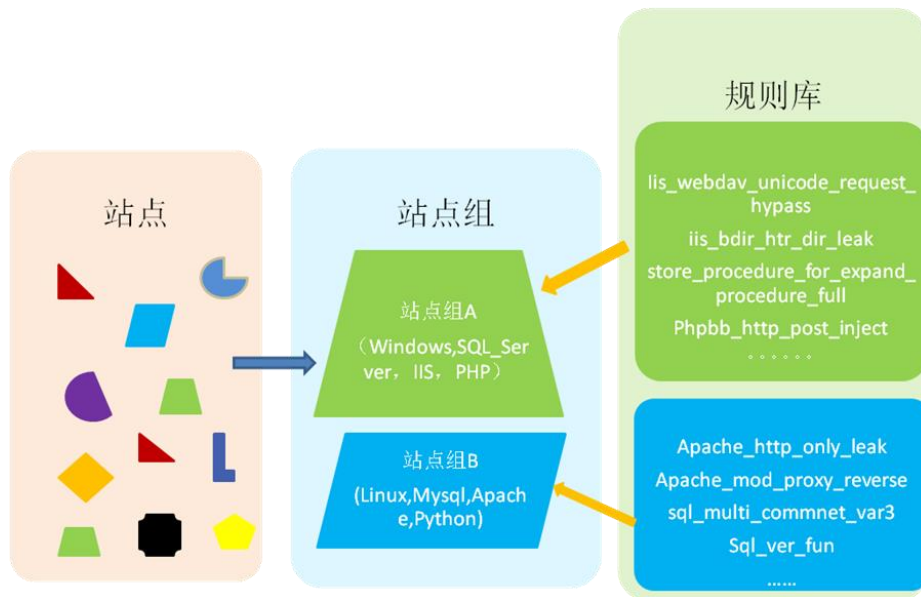 站点
站点组
站点组A
（Windows,SQL_Ser
ver，IIS，PHP）
站点组B
(Linux,Mysql,Apach
e,Python)
规则库
Iis_webdav_unicode_request_
hypass
iis_bdir_htr_dir_leak
store_procedure_for_expand_
procedure_full
Phpbb_http_post_inject
。。。。。。
Apache_http_only_leak
Apache_mod_proxy_reverse
sql_multi_commnet_var3
Sql_ver_fun
……